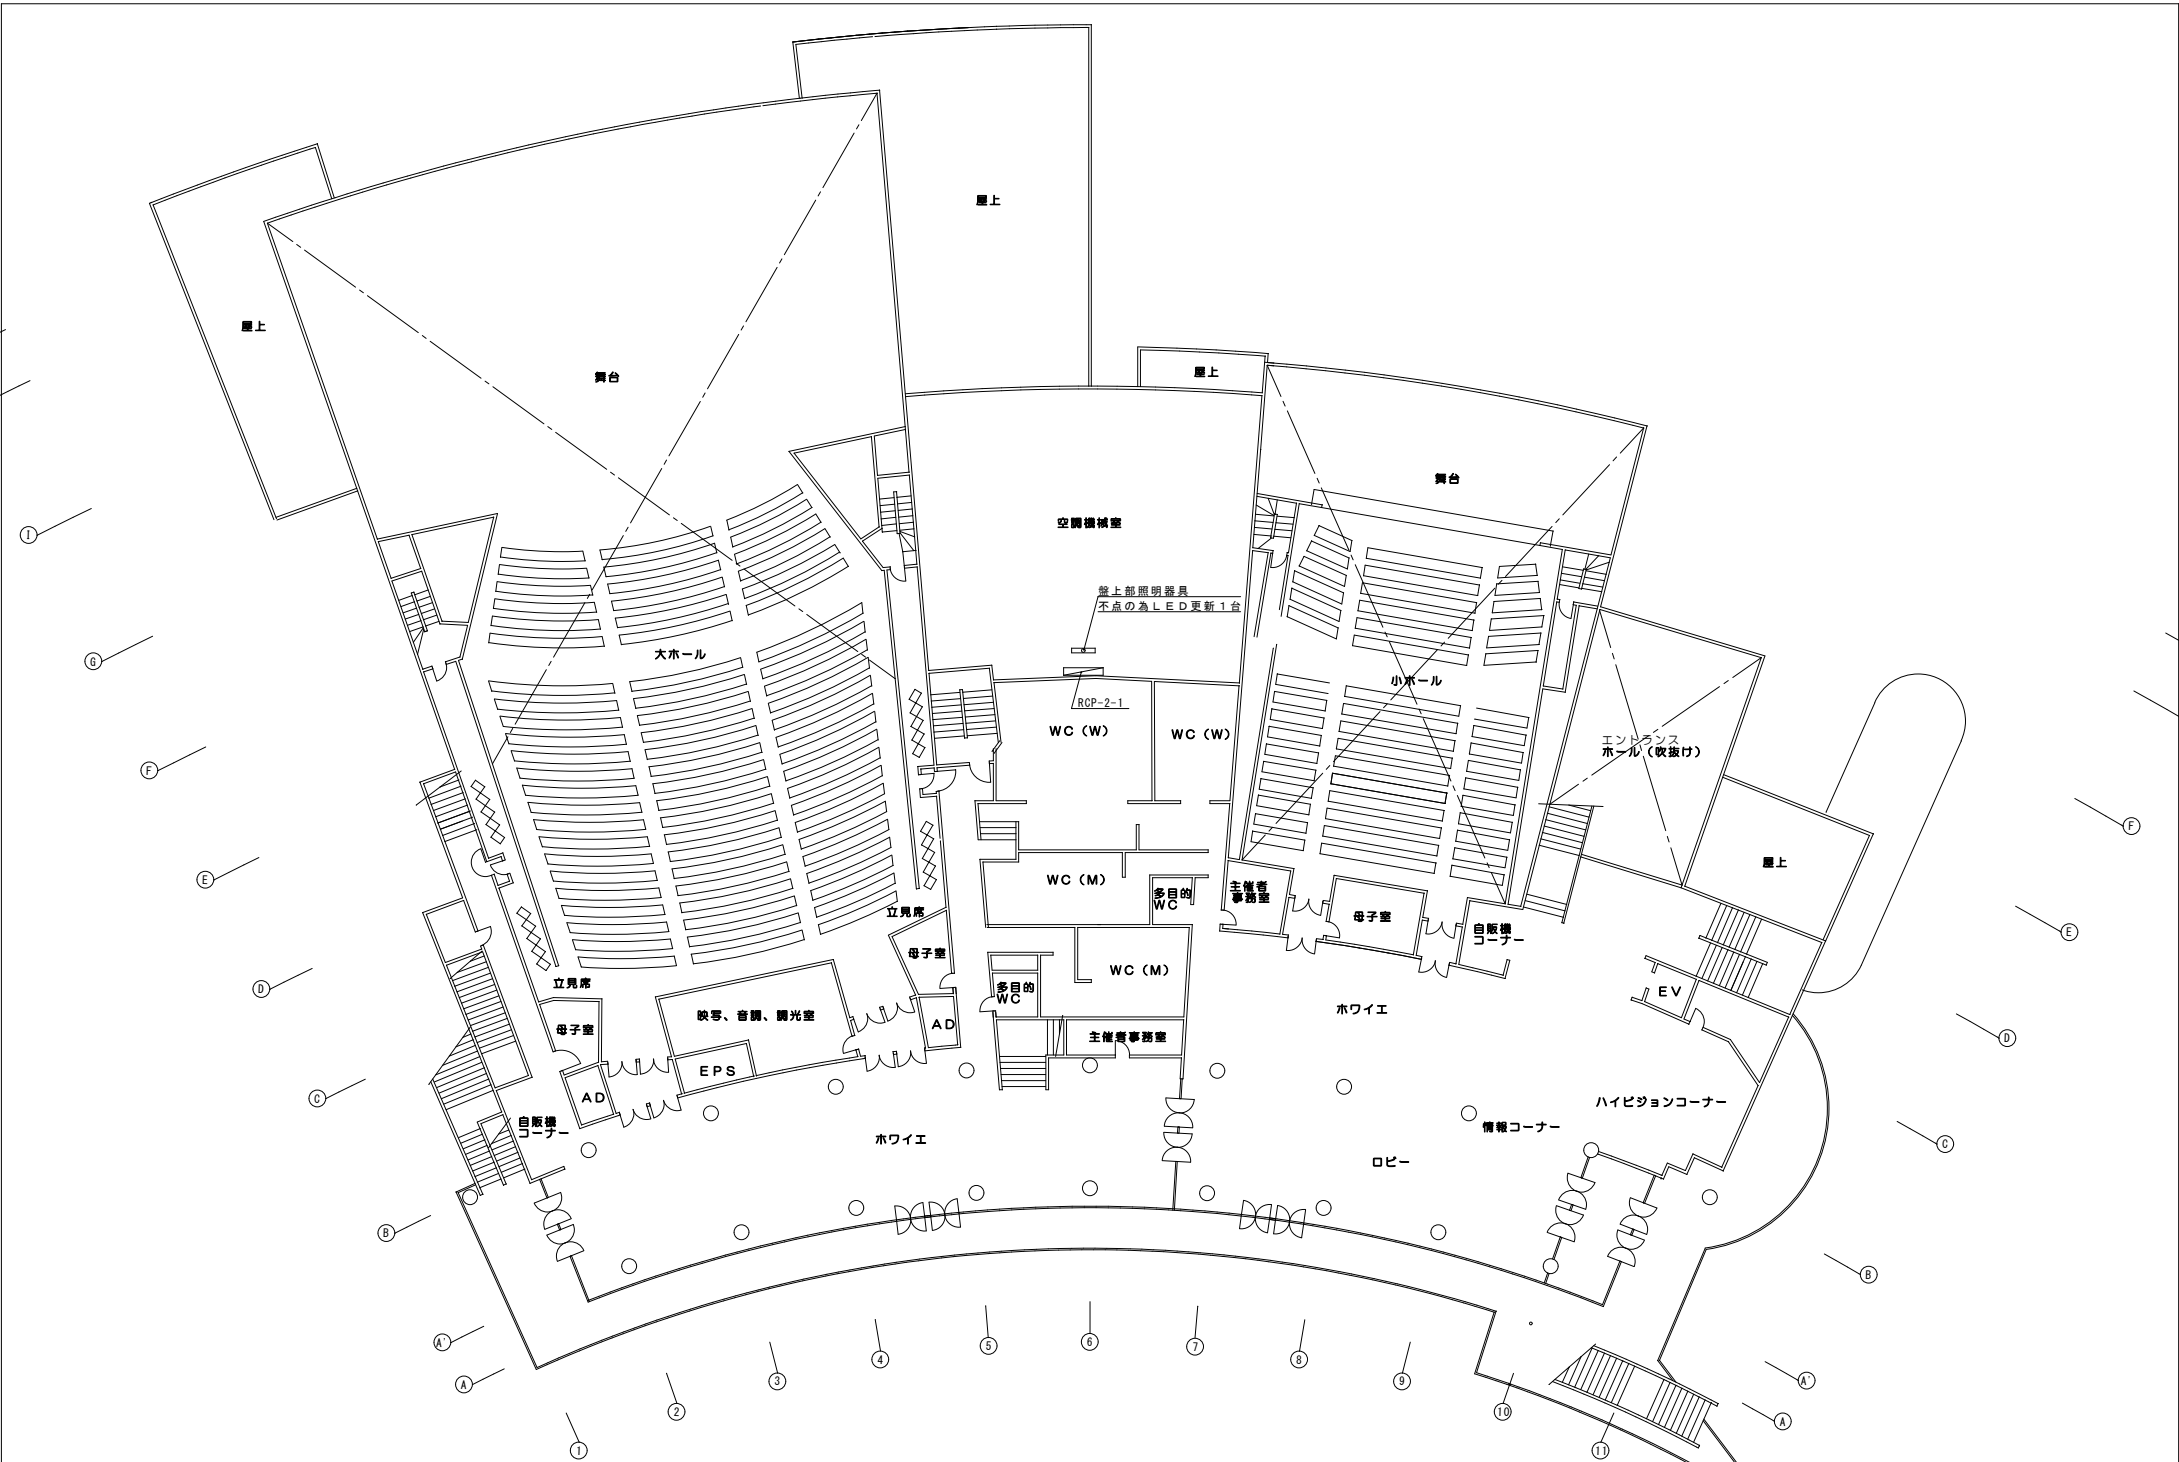 屋上
屋上
舞台
屋上
舞台
空調機械室
I
盤上部照明器具
不点の為LED更新1台
G
大ホール
小ホール
RCP-2-1
WC(W)
WC(W)
エントランス
ホール(吹抜け)
F
F
屋上
E
WC(M)
多目的
WC
主催者
事務室
立見席
母子室
自販機
コーナー
E
母子室
WC(M)
立見席
D
多目的
WC
EV
ホワイエ
映写、音調、調光室
母子室
AD
主催者事務室
D
EPS
AD
C
ハイビジョンコーナー
自販機
コーナー
情報コーナー
ホワイエ
C
ロビー
B
B
A'
A
1
2
3
4
5
6
7
8
9
10
11
A'
A